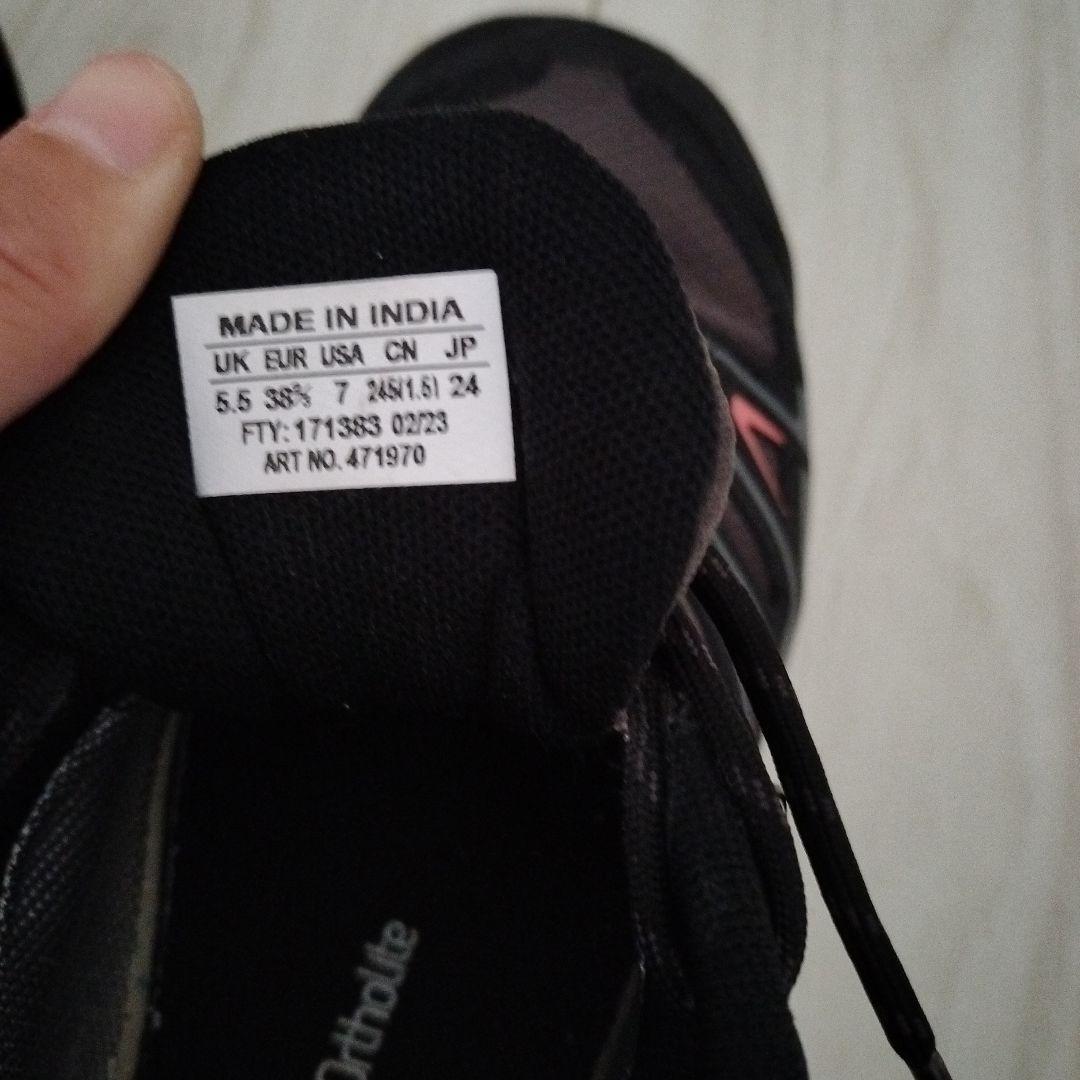 MADE IN INDIA
UK EUR USA CN JP
5.5 38⅔ 7 245(1.5) 24
FTY: 171383 02/23
ART NO. 471970
OrthoLite